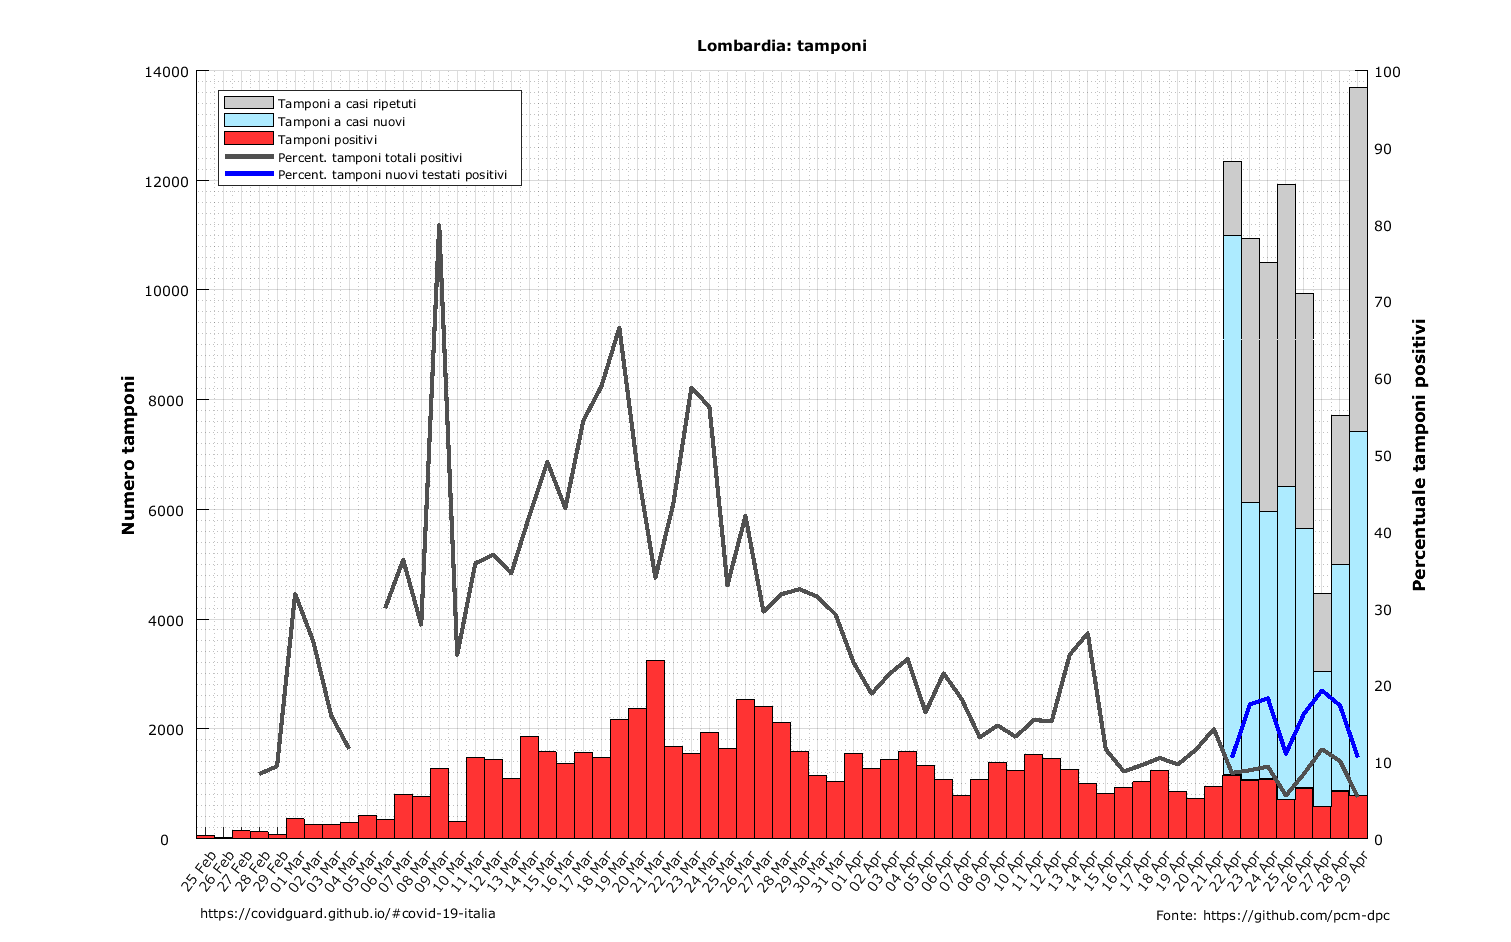 Lombardia: tamponi
14000
12000
10000
8000
6000
4000
2000
0
Numero tamponi
Tamponi a casi ripetuti
Tamponi a casi nuovi
Tamponi positivi
Percent. tamponi totali positivi
Percent. tamponi nuovi testati positivi
100
90
80
70
60
50
40
30
20
10
0
Percentuale tamponi positivi
25 Feb
26 Feb
27 Feb
28 Feb
29 Feb
01 Mar
02 Mar
03 Mar
04 Mar
05 Mar
06 Mar
07 Mar
08 Mar
09 Mar
10 Mar
11 Mar
12 Mar
13 Mar
14 Mar
15 Mar
16 Mar
17 Mar
18 Mar
19 Mar
20 Mar
21 Mar
22 Mar
23 Mar
24 Mar
25 Mar
26 Mar
27 Mar
28 Mar
29 Mar
30 Mar
31 Mar
01 Apr
02 Apr
03 Apr
04 Apr
05 Apr
06 Apr
07 Apr
08 Apr
09 Apr
10 Apr
11 Apr
12 Apr
13 Apr
14 Apr
15 Apr
16 Apr
17 Apr
18 Apr
19 Apr
20 Apr
21 Apr
22 Apr
23 Apr
24 Apr
25 Apr
26 Apr
27 Apr
28 Apr
29 Apr
https://covidguard.github.io/#covid-19-italia
Fonte: https://github.com/pcm-dpc